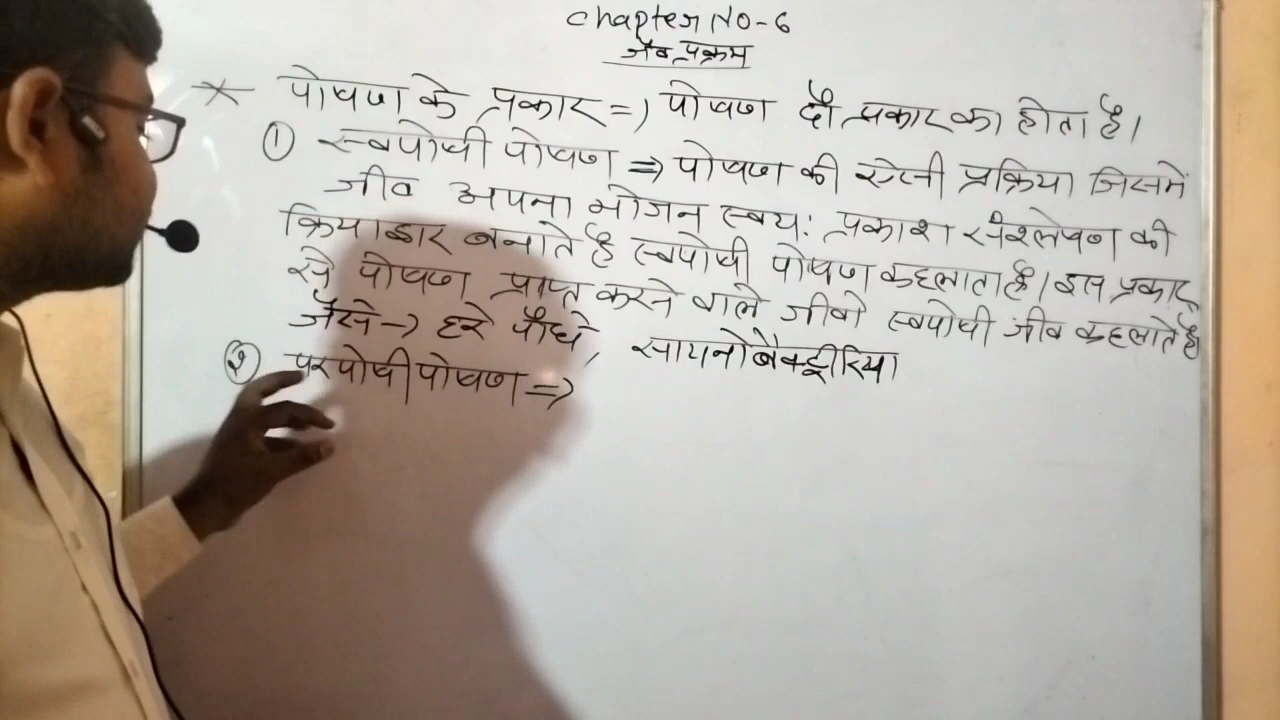 Chapter No-6
जैव प्रक्रम
* पोषण के प्रकार => पोषण दो प्रकार का होता है।
① स्वपोषी पोषण => पोषण की ऐसी प्रक्रिया जिसमें
जीव अपना भोजन स्वयः प्रकाश संश्लेषण की
क्रिया द्वारा बनाते है स्वपोषी पोषण कहलाता है। इस प्रकार
से पोषण प्राप्त करने वाले जीवो स्वपोषी जीव कहलाते है
जैसे -> हरे पौधे, सायनोबैक्ट्रीरिया
② परपोषी पोषण =>